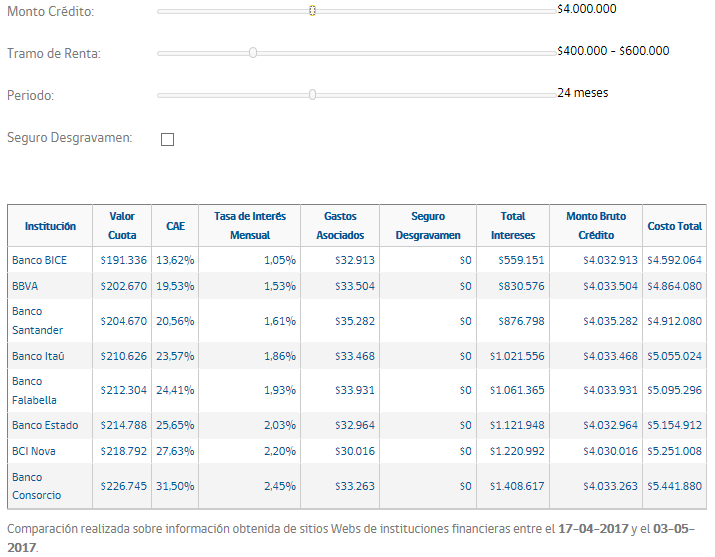 Monto Crédito: $4.000.000
Tramo de Renta: $400.000 - $600.000
Periodo: 24 meses
Seguro Desgravamen:
Institución Valor Cuota CAE Tasa de Interés Mensual Gastos Asociados Seguro Desgravamen Total Intereses Monto Bruto Crédito Costo Total
Banco BICE $191.336 13,62% 1,05% $32.913 $0 $559.151 $4.032.913 $4.592.064
BBVA $202.670 19,53% 1,53% $33.504 $0 $830.576 $4.033.504 $4.864.080
Banco Santander $204.670 20,56% 1,61% $35.282 $0 $876.798 $4.035.282 $4.912.080
Banco Itaú $210.626 23,57% 1,86% $33.468 $0 $1.021.556 $4.033.468 $5.055.024
Banco Falabella $212.304 24,41% 1,93% $33.931 $0 $1.061.365 $4.033.931 $5.095.296
Banco Estado $214.788 25,65% 2,03% $32.964 $0 $1.121.948 $4.032.964 $5.154.912
BCI Nova $218.792 27,63% 2,20% $30.016 $0 $1.220.992 $4.030.016 $5.251.008
Banco Consorcio $226.745 31,50% 2,45% $33.263 $0 $1.408.617 $4.033.263 $5.441.880
Comparación realizada sobre información obtenida de sitios Webs de instituciones financieras entre el 17-04-2017 y el 03-05-
2017.